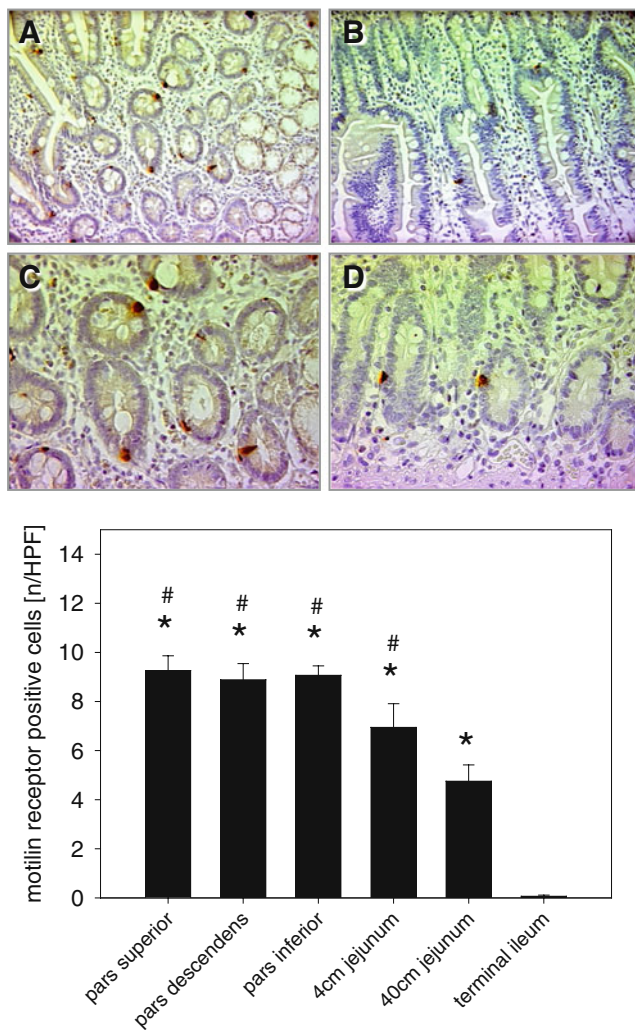 A
B
C
D
motilin receptor positive cells [n/HPF]
14
12
10
8
6
4
2
0
# # # #
* * * * *
pars superior
pars descendens
pars inferior
4cm jejunum
40cm jejunum
terminal ileum